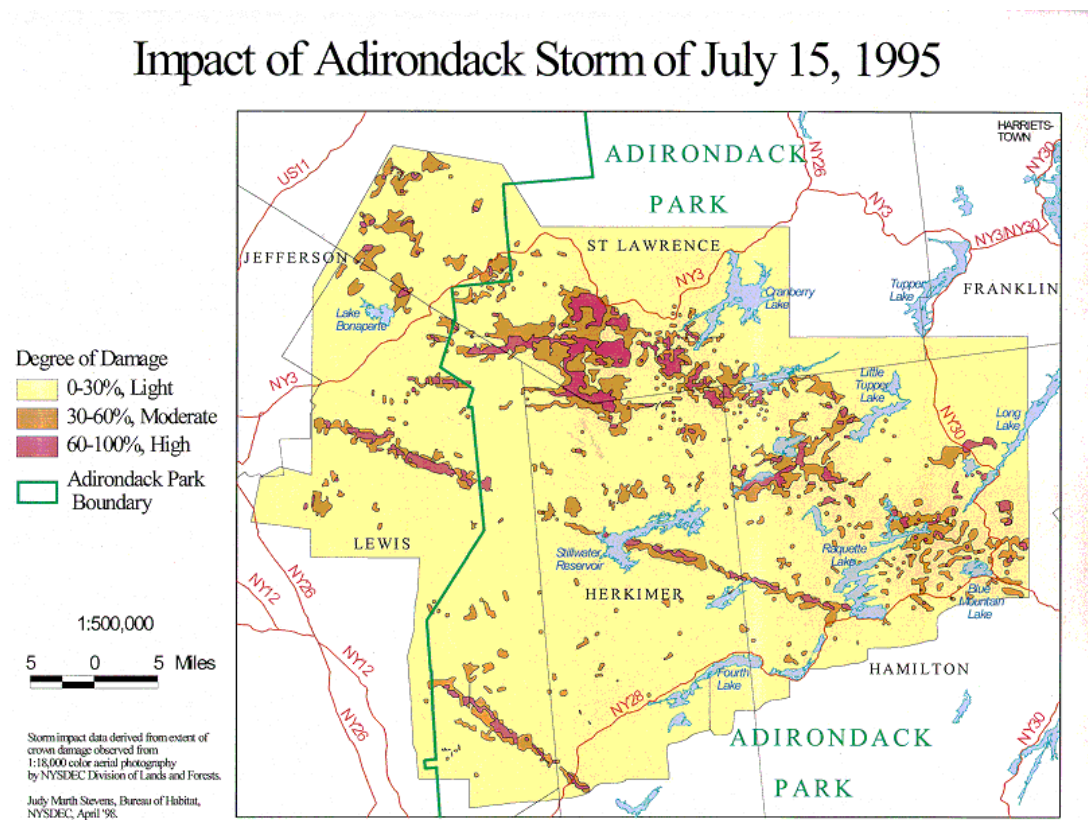 Impact of Adirondack Storm of July 15, 1995
HARRIETS-
TOWN
ADIRONDACK
PARK
US11
NY26
NY30
NY3
NY3/NY30
JEFFERSON
ST LAWRENCE
NY3
Cranberry
Lake
Tupper
Lake
FRANKLIN
Lake
Bonaparte
Degree of Damage
0-30%, Light
30-60%, Moderate
60-100%, High
Adirondack Park
Boundary
NY3
Little
Tupper
Lake
NY30
Long
Lake
LEWIS
Stillwater
Reservoir
Raquette
Lake
HERKIMER
Blue
Mountain
Lake
NY12
NY26
1:500,000
5 0 5 Miles
NY12
NY26
Fourth
Lake
HAMILTON
NY28
NY30
ADIRONDACK
PARK
Storm impact data derived from extent of
crown damage observed from
1:18,000 color aerial photography
by NYSDEC Division of Lands and Forests.
Judy Marth Stevens, Bureau of Habitat,
NYSDEC, April '98.